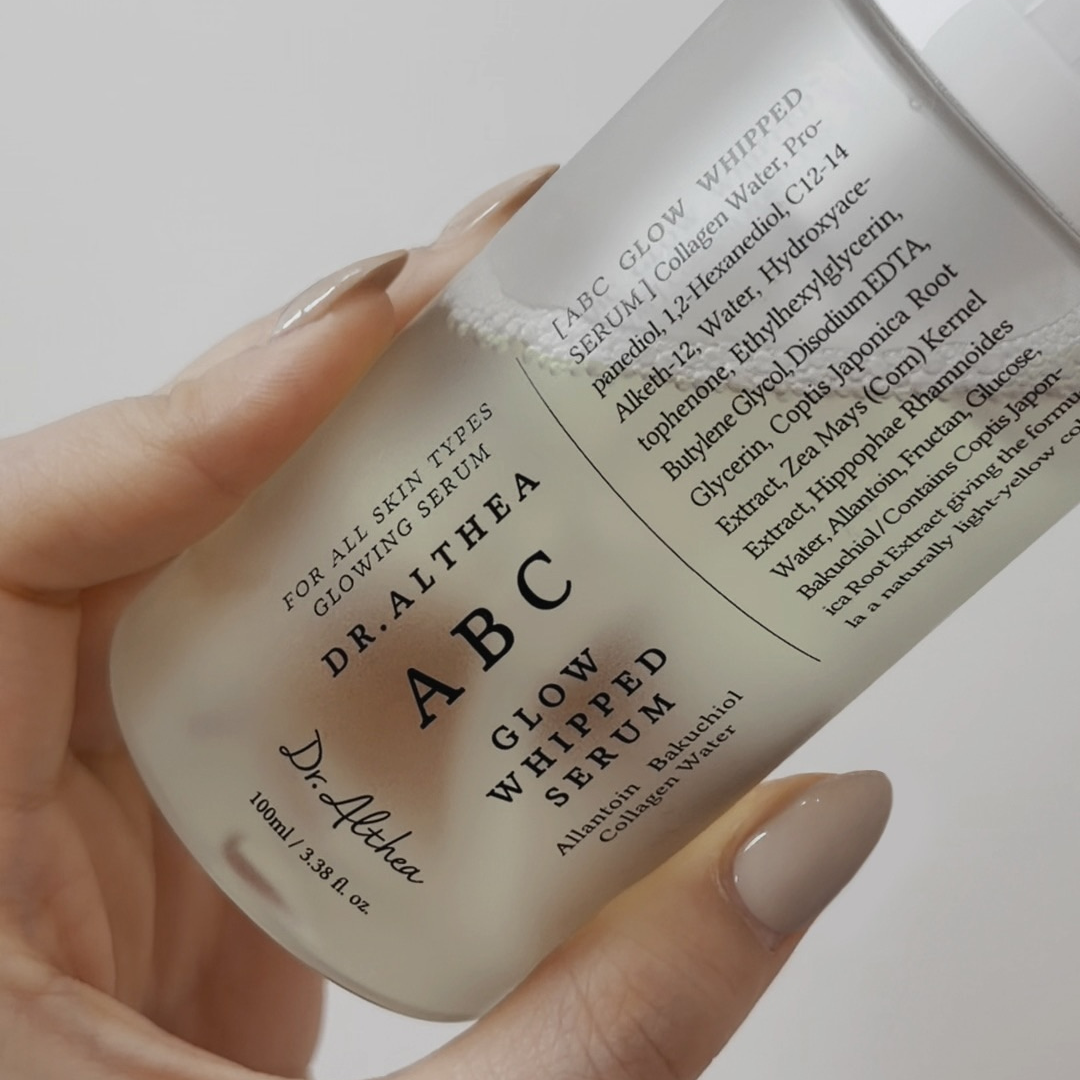 FOR ALL SKIN TYPES
GLOWING SERUM
DR.ALTHEA
ABC
GLOW
WHIPPED
SERUM
Allantoin Bakuchiol
Collagen Water
Dr. Althea
100ml / 3.38 fl. oz.
[ABC GLOW WHIPPED
SERUM] Collagen Water, Pro-
panediol, 1,2-Hexanediol, C12-14
Alketh-12, Water, Hydroxyace-
tophenone, Ethylhexylglycerin,
Butylene Glycol, Disodium EDTA,
Glycerin, Coptis Japonica Root
Extract, Zea Mays (Corn) Kernel
Extract, Hippophae Rhamnoides
Water, Allantoin, Fructan, Glucose,
Bakuchiol / Contains Coptis Japon-
ica Root Extract giving the formu-
la a naturally light-yellow